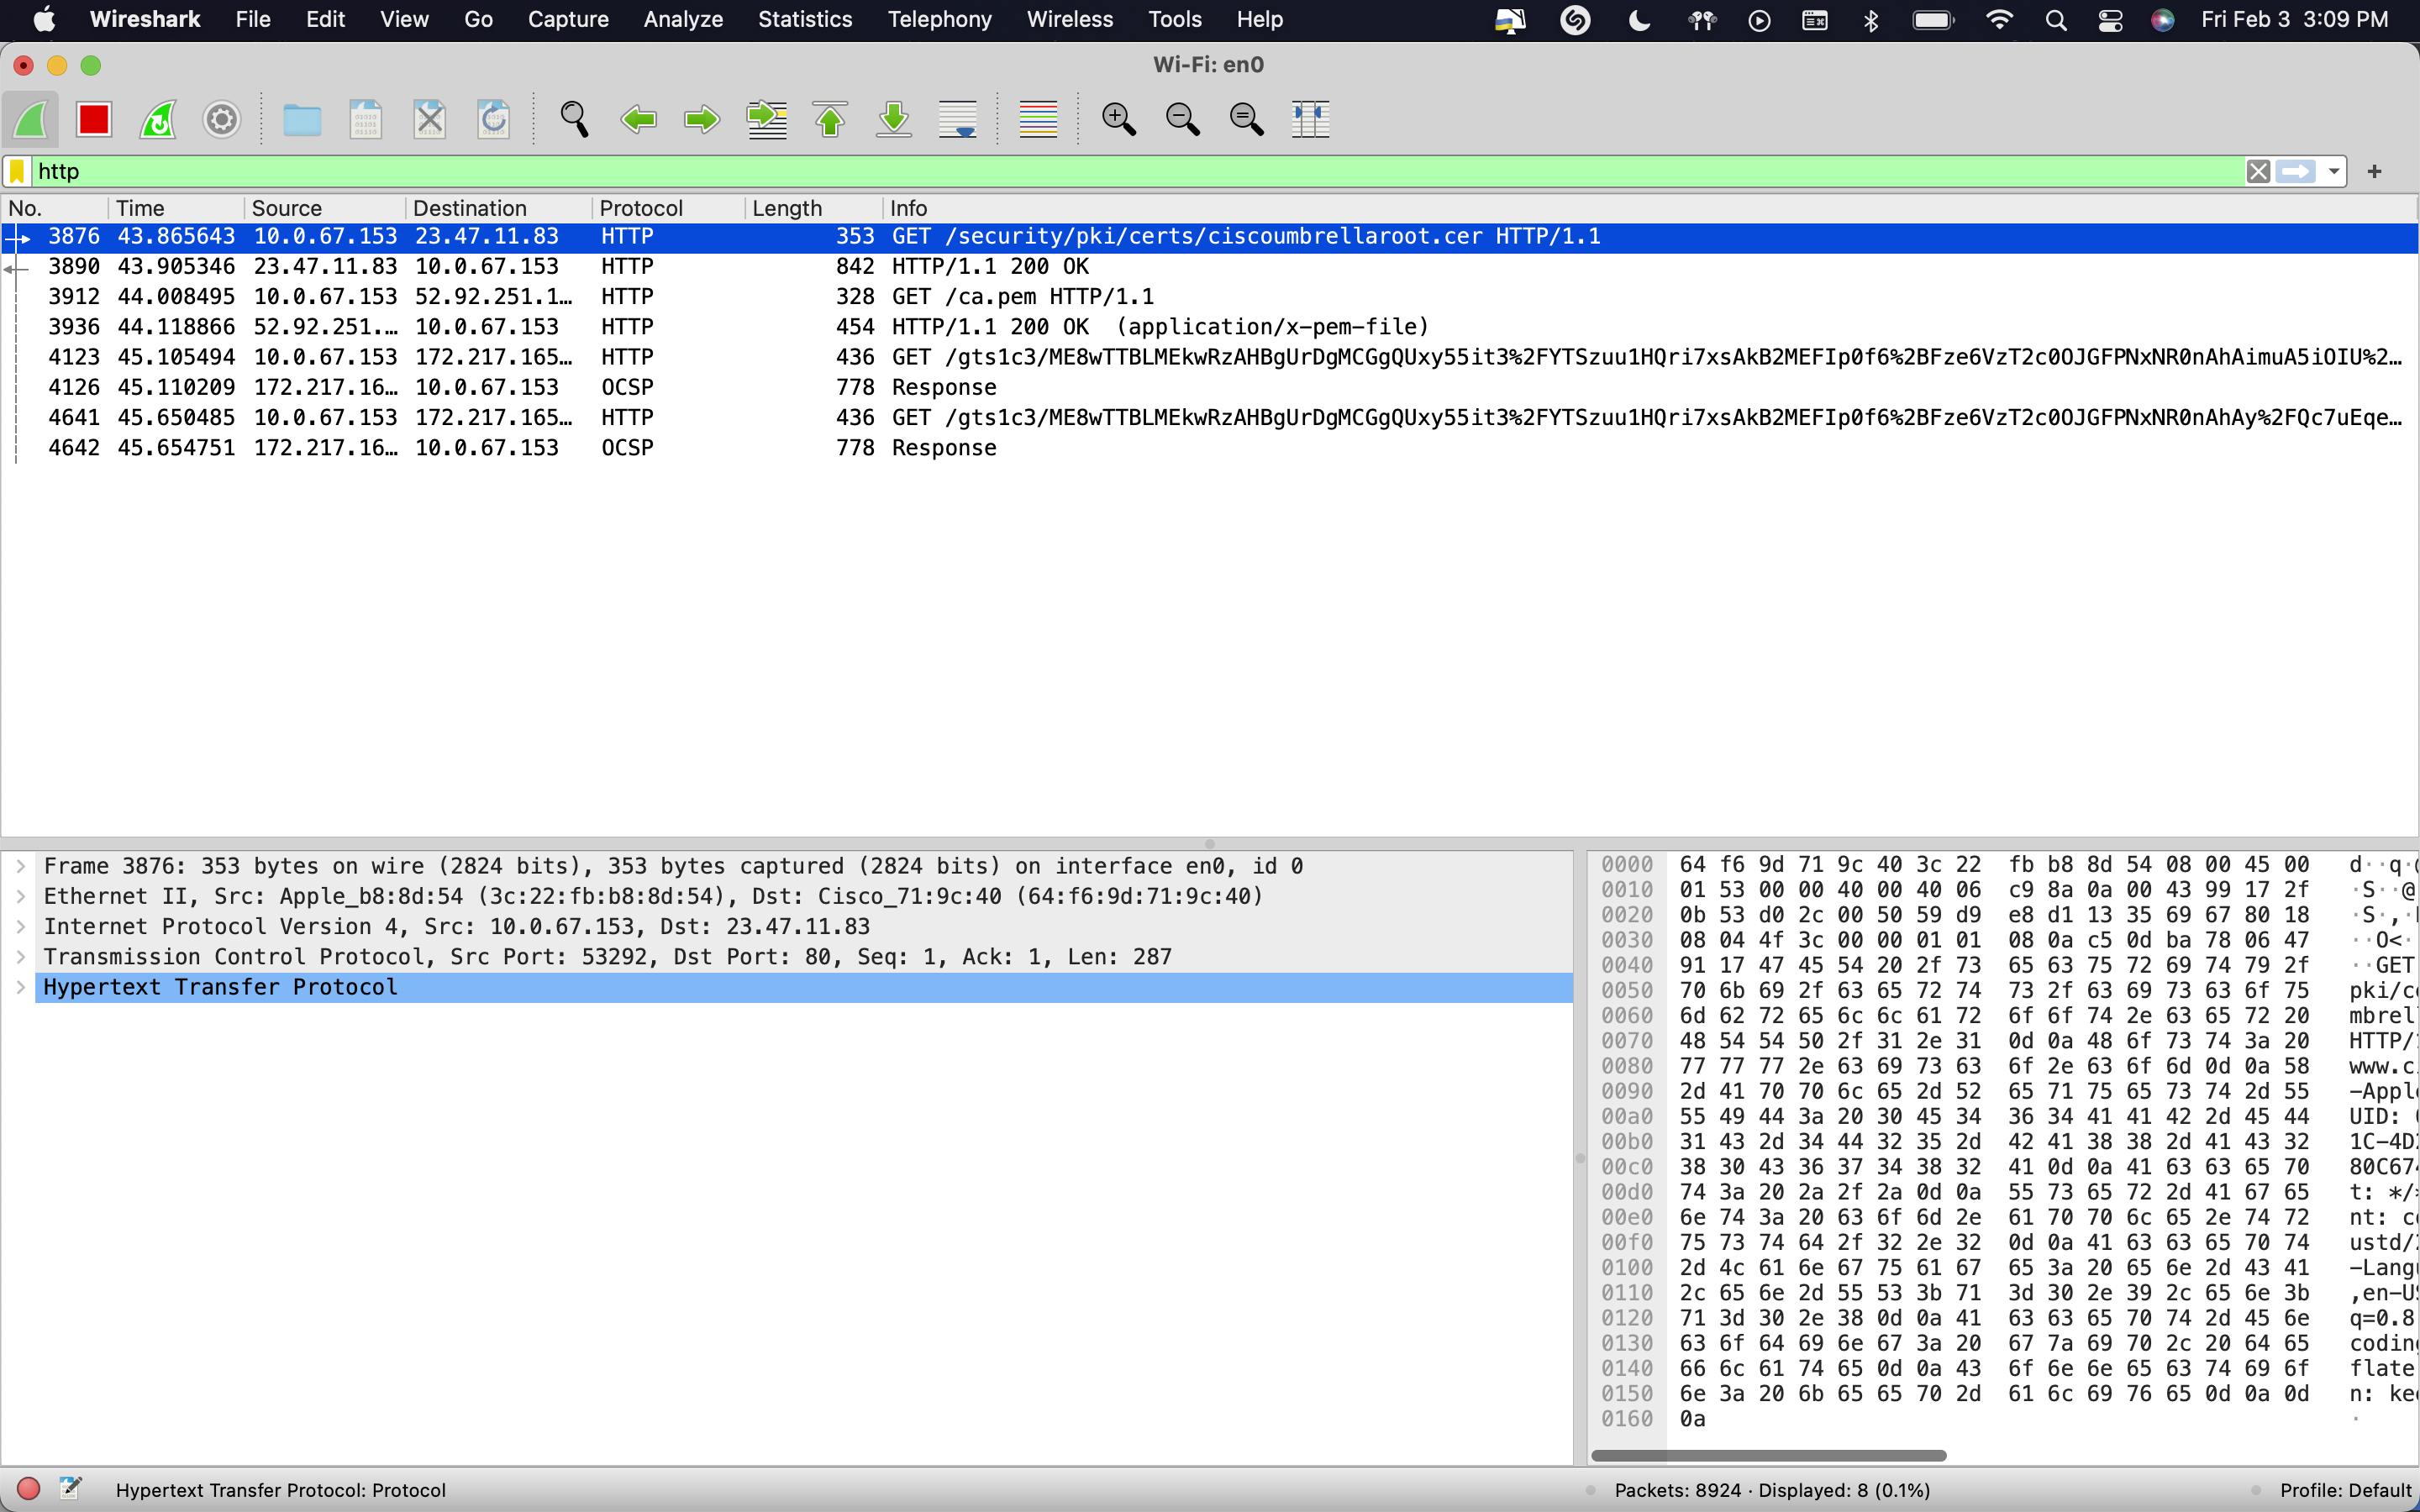 Wireshark File Edit View Go Capture Analyze Statistics Telephony Wireless Tools Help Fri Feb 3 3:09 PM
Wi-Fi: en0
http
No. Time Source Destination Protocol Length Info
3876 43.865643 10.0.67.153 23.47.11.83 HTTP 353 GET /security/pki/certs/ciscoumbrellaroot.cer HTTP/1.1
3890 43.905346 23.47.11.83 10.0.67.153 HTTP 842 HTTP/1.1 200 OK
3912 44.008495 10.0.67.153 52.92.251.1… HTTP 328 GET /ca.pem HTTP/1.1
3936 44.118866 52.92.251.… 10.0.67.153 HTTP 454 HTTP/1.1 200 OK (application/x-pem-file)
4123 45.105494 10.0.67.153 172.217.165… HTTP 436 GET /gts1c3/ME8wTTBLMEkwRzAHBgUrDgMCGgQUxy55it3%2FYTSzuu1HQri7xsAkB2MEFIp0f6%2BFze6VzT2c0OJGFPNxNR0nAhAimuA5iOIU%2…
4126 45.110209 172.217.16… 10.0.67.153 OCSP 778 Response
4641 45.650485 10.0.67.153 172.217.165… HTTP 436 GET /gts1c3/ME8wTTBLMEkwRzAHBgUrDgMCGgQUxy55it3%2FYTSzuu1HQri7xsAkB2MEFIp0f6%2BFze6VzT2c0OJGFPNxNR0nAhAy%2FQc7uEqe…
4642 45.654751 172.217.16… 10.0.67.153 OCSP 778 Response
Frame 3876: 353 bytes on wire (2824 bits), 353 bytes captured (2824 bits) on interface en0, id 0
Ethernet II, Src: Apple_b8:8d:54 (3c:22:fb:b8:8d:54), Dst: Cisco_71:9c:40 (64:f6:9d:71:9c:40)
Internet Protocol Version 4, Src: 10.0.67.153, Dst: 23.47.11.83
Transmission Control Protocol, Src Port: 53292, Dst Port: 80, Seq: 1, Ack: 1, Len: 287
Hypertext Transfer Protocol
0000 64 f6 9d 71 9c 40 3c 22 fb b8 8d 54 08 00 45 00 d··q·@
0010 01 53 00 00 40 00 40 06 c9 8a 0a 00 43 99 17 2f ·S··@
0020 0b 53 d0 2c 00 50 59 d9 e8 d1 13 35 69 67 80 18 ·S·,·
0030 08 04 4f 3c 00 00 01 01 08 0a c5 0d ba 78 06 47 ··O<·
0040 91 17 47 45 54 20 2f 73 65 63 75 72 69 74 79 2f ··GET
0050 70 6b 69 2f 63 65 72 74 73 2f 63 69 73 63 6f 75 pki/ce
0060 6d 62 72 65 6c 6c 61 72 6f 6f 74 2e 63 65 72 20 mbrel
0070 48 54 54 50 2f 31 2e 31 0d 0a 48 6f 73 74 3a 20 HTTP/1
0080 77 77 77 2e 63 69 73 63 6f 2e 63 6f 6d 0d 0a 58 www.c
0090 2d 41 70 70 6c 65 2d 52 65 71 75 65 73 74 2d 55 -Apple
00a0 55 49 44 3a 20 30 45 34 36 34 41 41 42 2d 45 44 UID: 0
00b0 31 43 2d 34 44 32 35 2d 42 41 38 38 2d 41 43 32 1C-4D2
00c0 38 30 43 36 37 34 38 32 41 0d 0a 41 63 63 65 70 80C674
00d0 74 3a 20 2a 2f 2a 0d 0a 55 73 65 72 2d 41 67 65 t: */*
00e0 6e 74 3a 20 63 6f 6d 2e 61 70 70 6c 65 2e 74 72 nt: co
00f0 75 73 74 64 2f 32 2e 32 0d 0a 41 63 63 65 70 74 ustd/2
0100 2d 4c 61 6e 67 75 61 67 65 3a 20 65 6e 2d 43 41 -Langu
0110 2c 65 6e 2d 55 53 3b 71 3d 30 2e 39 2c 65 6e 3b ,en-US
0120 71 3d 30 2e 38 0d 0a 41 63 63 65 70 74 2d 45 6e q=0.8
0130 63 6f 64 69 6e 67 3a 20 67 7a 69 70 2c 20 64 65 coding
0140 66 6c 61 74 65 0d 0a 43 6f 6e 6e 65 63 74 69 6f flate
0150 6e 3a 20 6b 65 65 70 2d 61 6c 69 76 65 0d 0a 0d n: kee
0160 0a ·
Hypertext Transfer Protocol: Protocol Packets: 8924 · Displayed: 8 (0.1%) Profile: Default